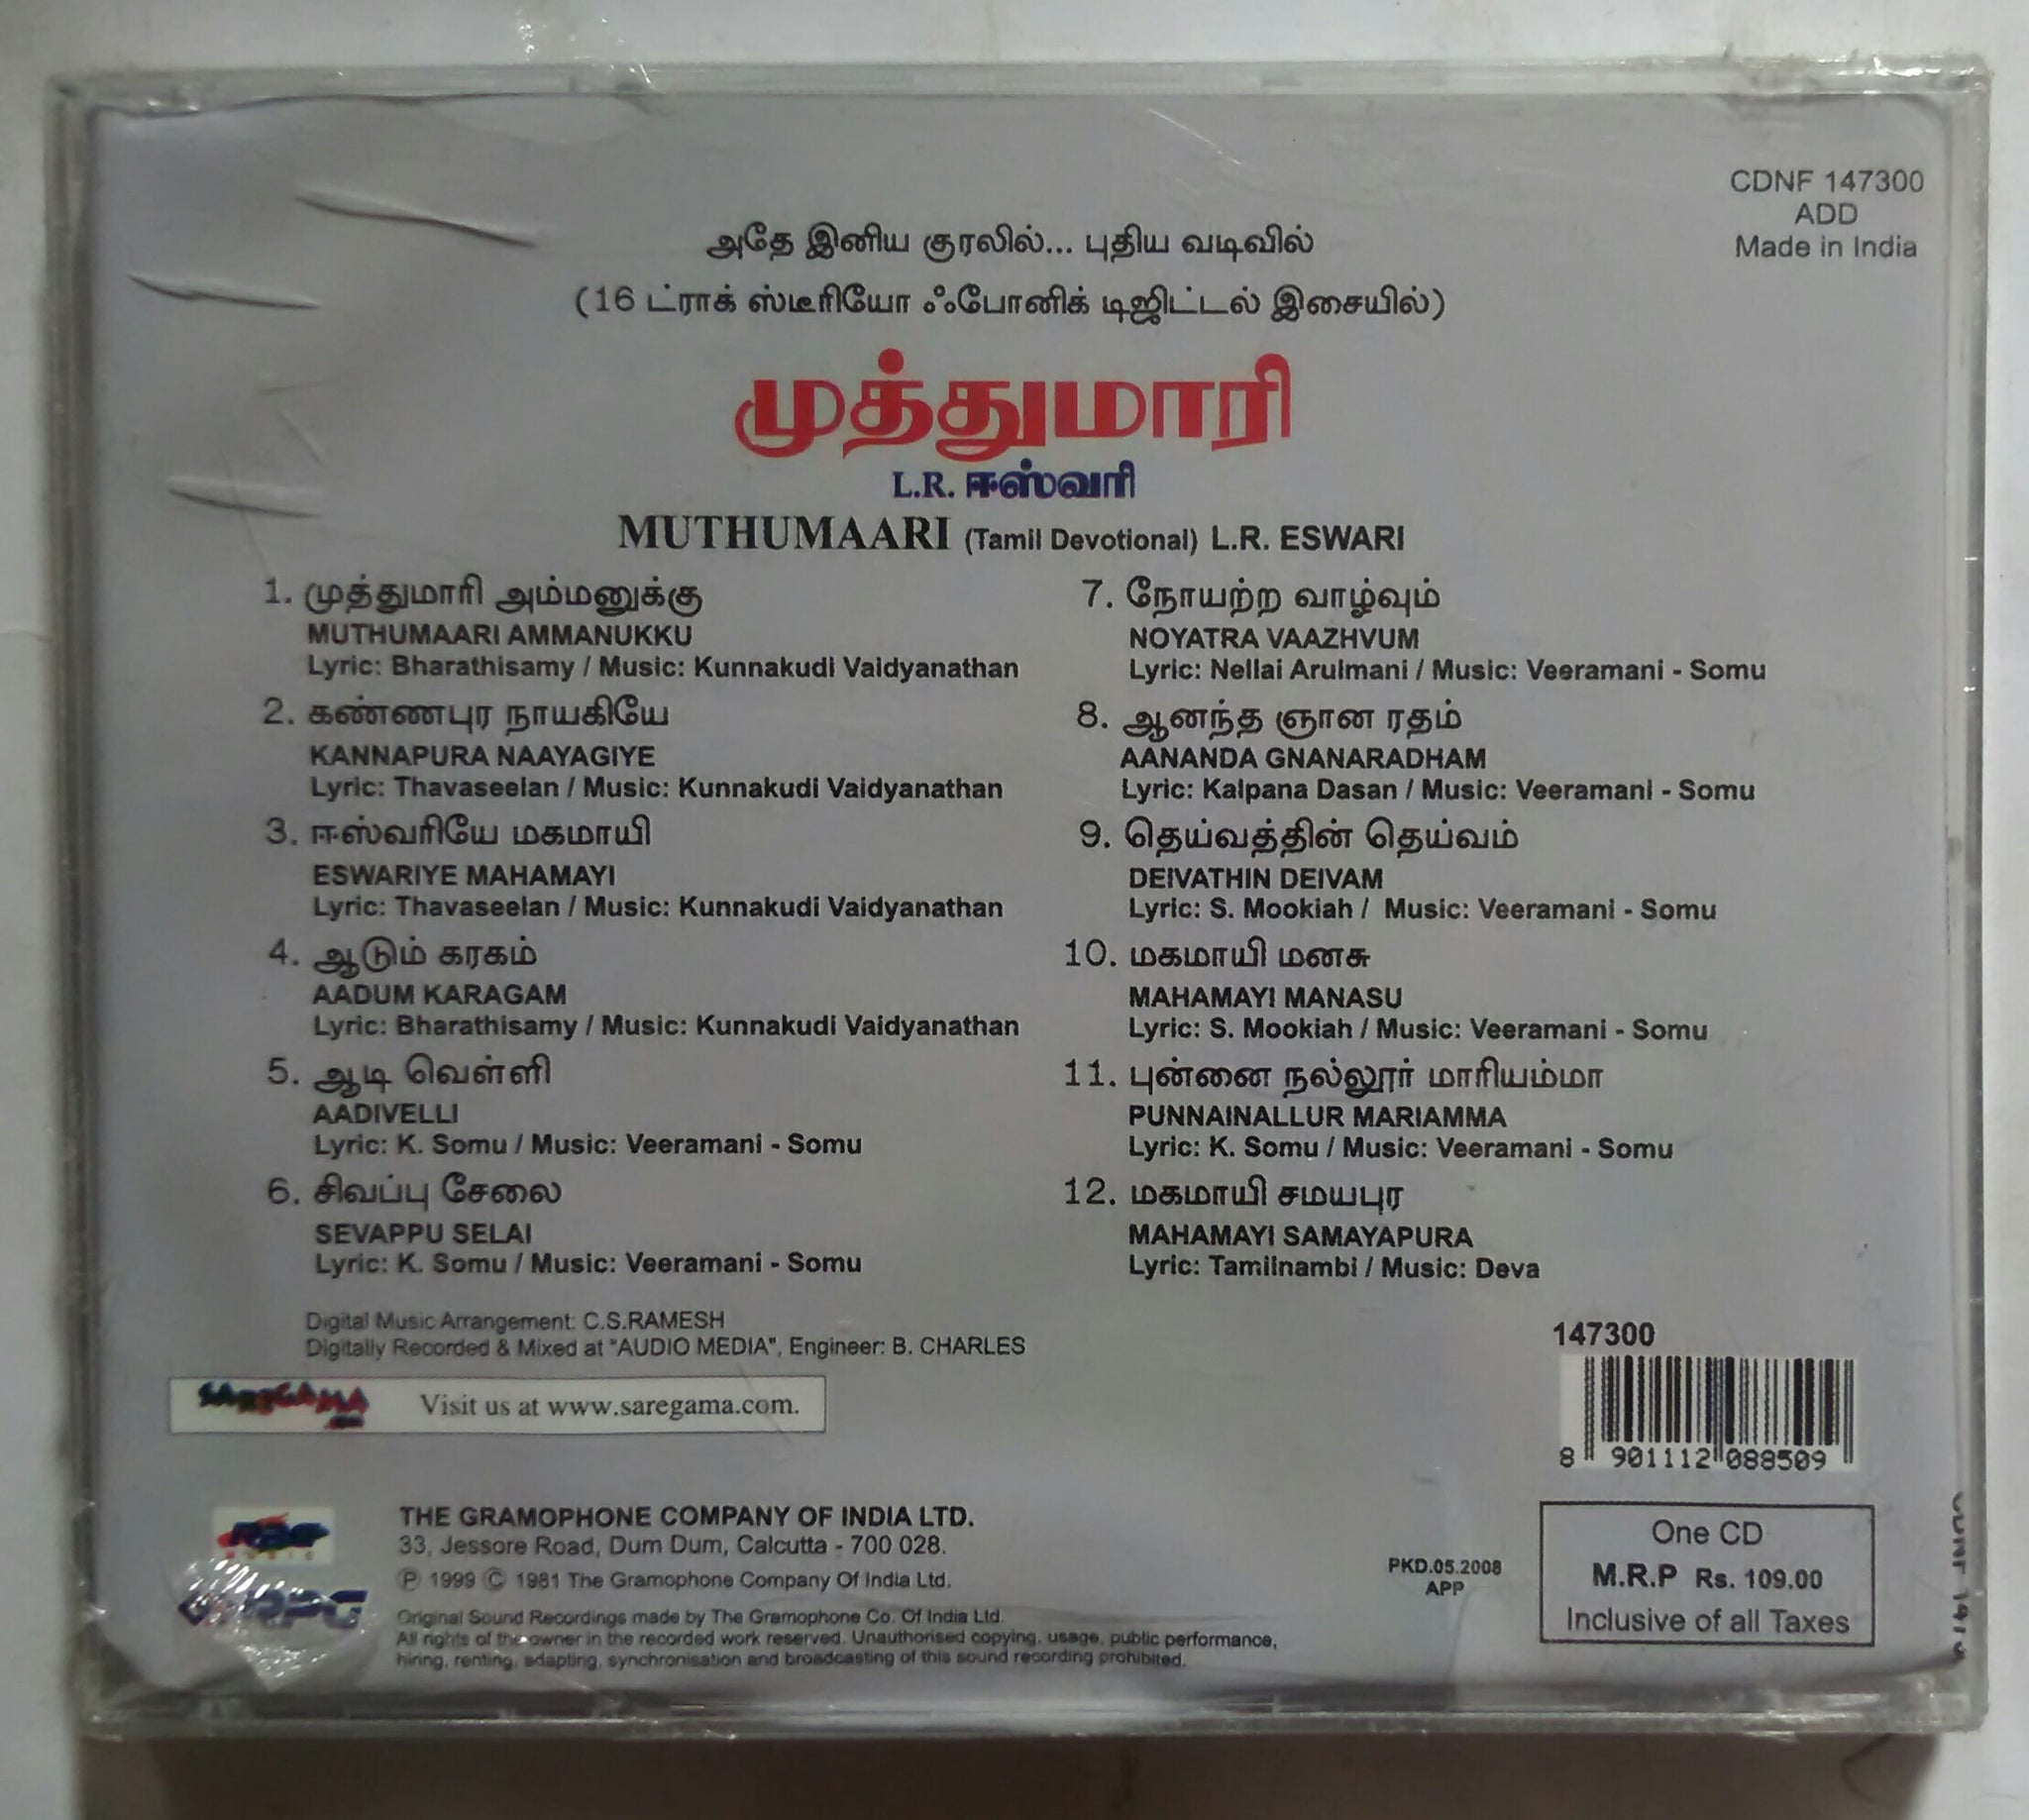 CDNF 147300
ADD
Made in India
அதே இனிய குரலில்... புதிய வடிவில்
(16 ட்ராக் ஸ்டீரியோ ஃபோனிக் டிஜிட்டல் இசையில்)
முத்துமாரி
L.R. ஈஸ்வரி
MUTHUMAARI (Tamil Devotional) L.R. ESWARI
1. முத்துமாரி அம்மனுக்கு
MUTHUMAARI AMMANUKKU
Lyric: Bharathisamy / Music: Kunnakudi Vaidyanathan
2. கண்ணபுர நாயகியே
KANNAPURA NAAYAGIYE
Lyric: Thavaseelan / Music: Kunnakudi Vaidyanathan
3. ஈஸ்வரியே மகமாயி
ESWARIYE MAHAMAYI
Lyric: Thavaseelan / Music: Kunnakudi Vaidyanathan
4. ஆடும் கரகம்
AADUM KARAGAM
Lyric: Bharathisamy / Music: Kunnakudi Vaidyanathan
5. ஆடி வெள்ளி
AADIVELLI
Lyric: K. Somu / Music: Veeramani - Somu
6. சிவப்பு சேலை
SEVAPPU SELAI
Lyric: K. Somu / Music: Veeramani - Somu
7. நோயற்ற வாழ்வும்
NOYATRA VAAZHVUM
Lyric: Nellai Arulmani / Music: Veeramani - Somu
8. ஆனந்த ஞான ரதம்
AANANDA GNANARADHAM
Lyric: Kalpana Dasan / Music: Veeramani - Somu
9. தெய்வத்தின் தெய்வம்
DEIVATHIN DEIVAM
Lyric: S. Mookiah / Music: Veeramani - Somu
10. மகமாயி மனசு
MAHAMAYI MANASU
Lyric: S. Mookiah / Music: Veeramani - Somu
11. புன்னை நல்லூர் மாரியம்மா
PUNNAINALLUR MARIAMMA
Lyric: K. Somu / Music: Veeramani - Somu
12. மகமாயி சமயபுர
MAHAMAYI SAMAYAPURA
Lyric: Tamilnambi / Music: Deva
Digital Music Arrangement: C.S.RAMESH
Digitally Recorded & Mixed at "AUDIO MEDIA", Engineer: B. CHARLES
SAREGAMA Visit us at www.saregama.com.
147300
8 901112 088509
RPG
THE GRAMOPHONE COMPANY OF INDIA LTD.
33, Jessore Road, Dum Dum, Calcutta - 700 028.
Ⓟ 1999 Ⓒ 1981 The Gramophone Company Of India Ltd.
Original Sound Recordings made by The Gramophone Co. Of India Ltd.
All rights of the owner in the recorded work reserved. Unauthorised copying, usage, public performance,
hiring, renting, adapting, synchronisation and broadcasting of this sound recording prohibited.
PKD.05.2008
APP
One CD
M.R.P Rs. 109.00
Inclusive of all Taxes